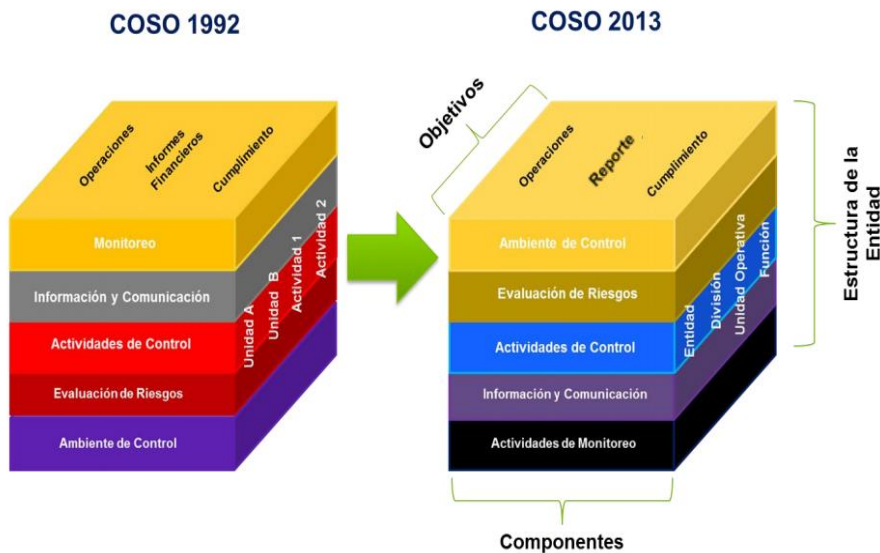 COSO 1992
Operaciones
Informes
Financieros
Cumplimiento
Monitoreo
Información y Comunicación
Actividades de Control
Evaluación de Riesgos
Ambiente de Control
Unidad A
Unidad B
Actividad 1
Actividad 2
COSO 2013
Objetivos
Operaciones
Reporte
Cumplimiento
Ambiente de Control
Evaluación de Riesgos
Actividades de Control
Información y Comunicación
Actividades de Monitoreo
Entidad
División
Unidad Operativa
Función
Estructura de la
Entidad
Componentes